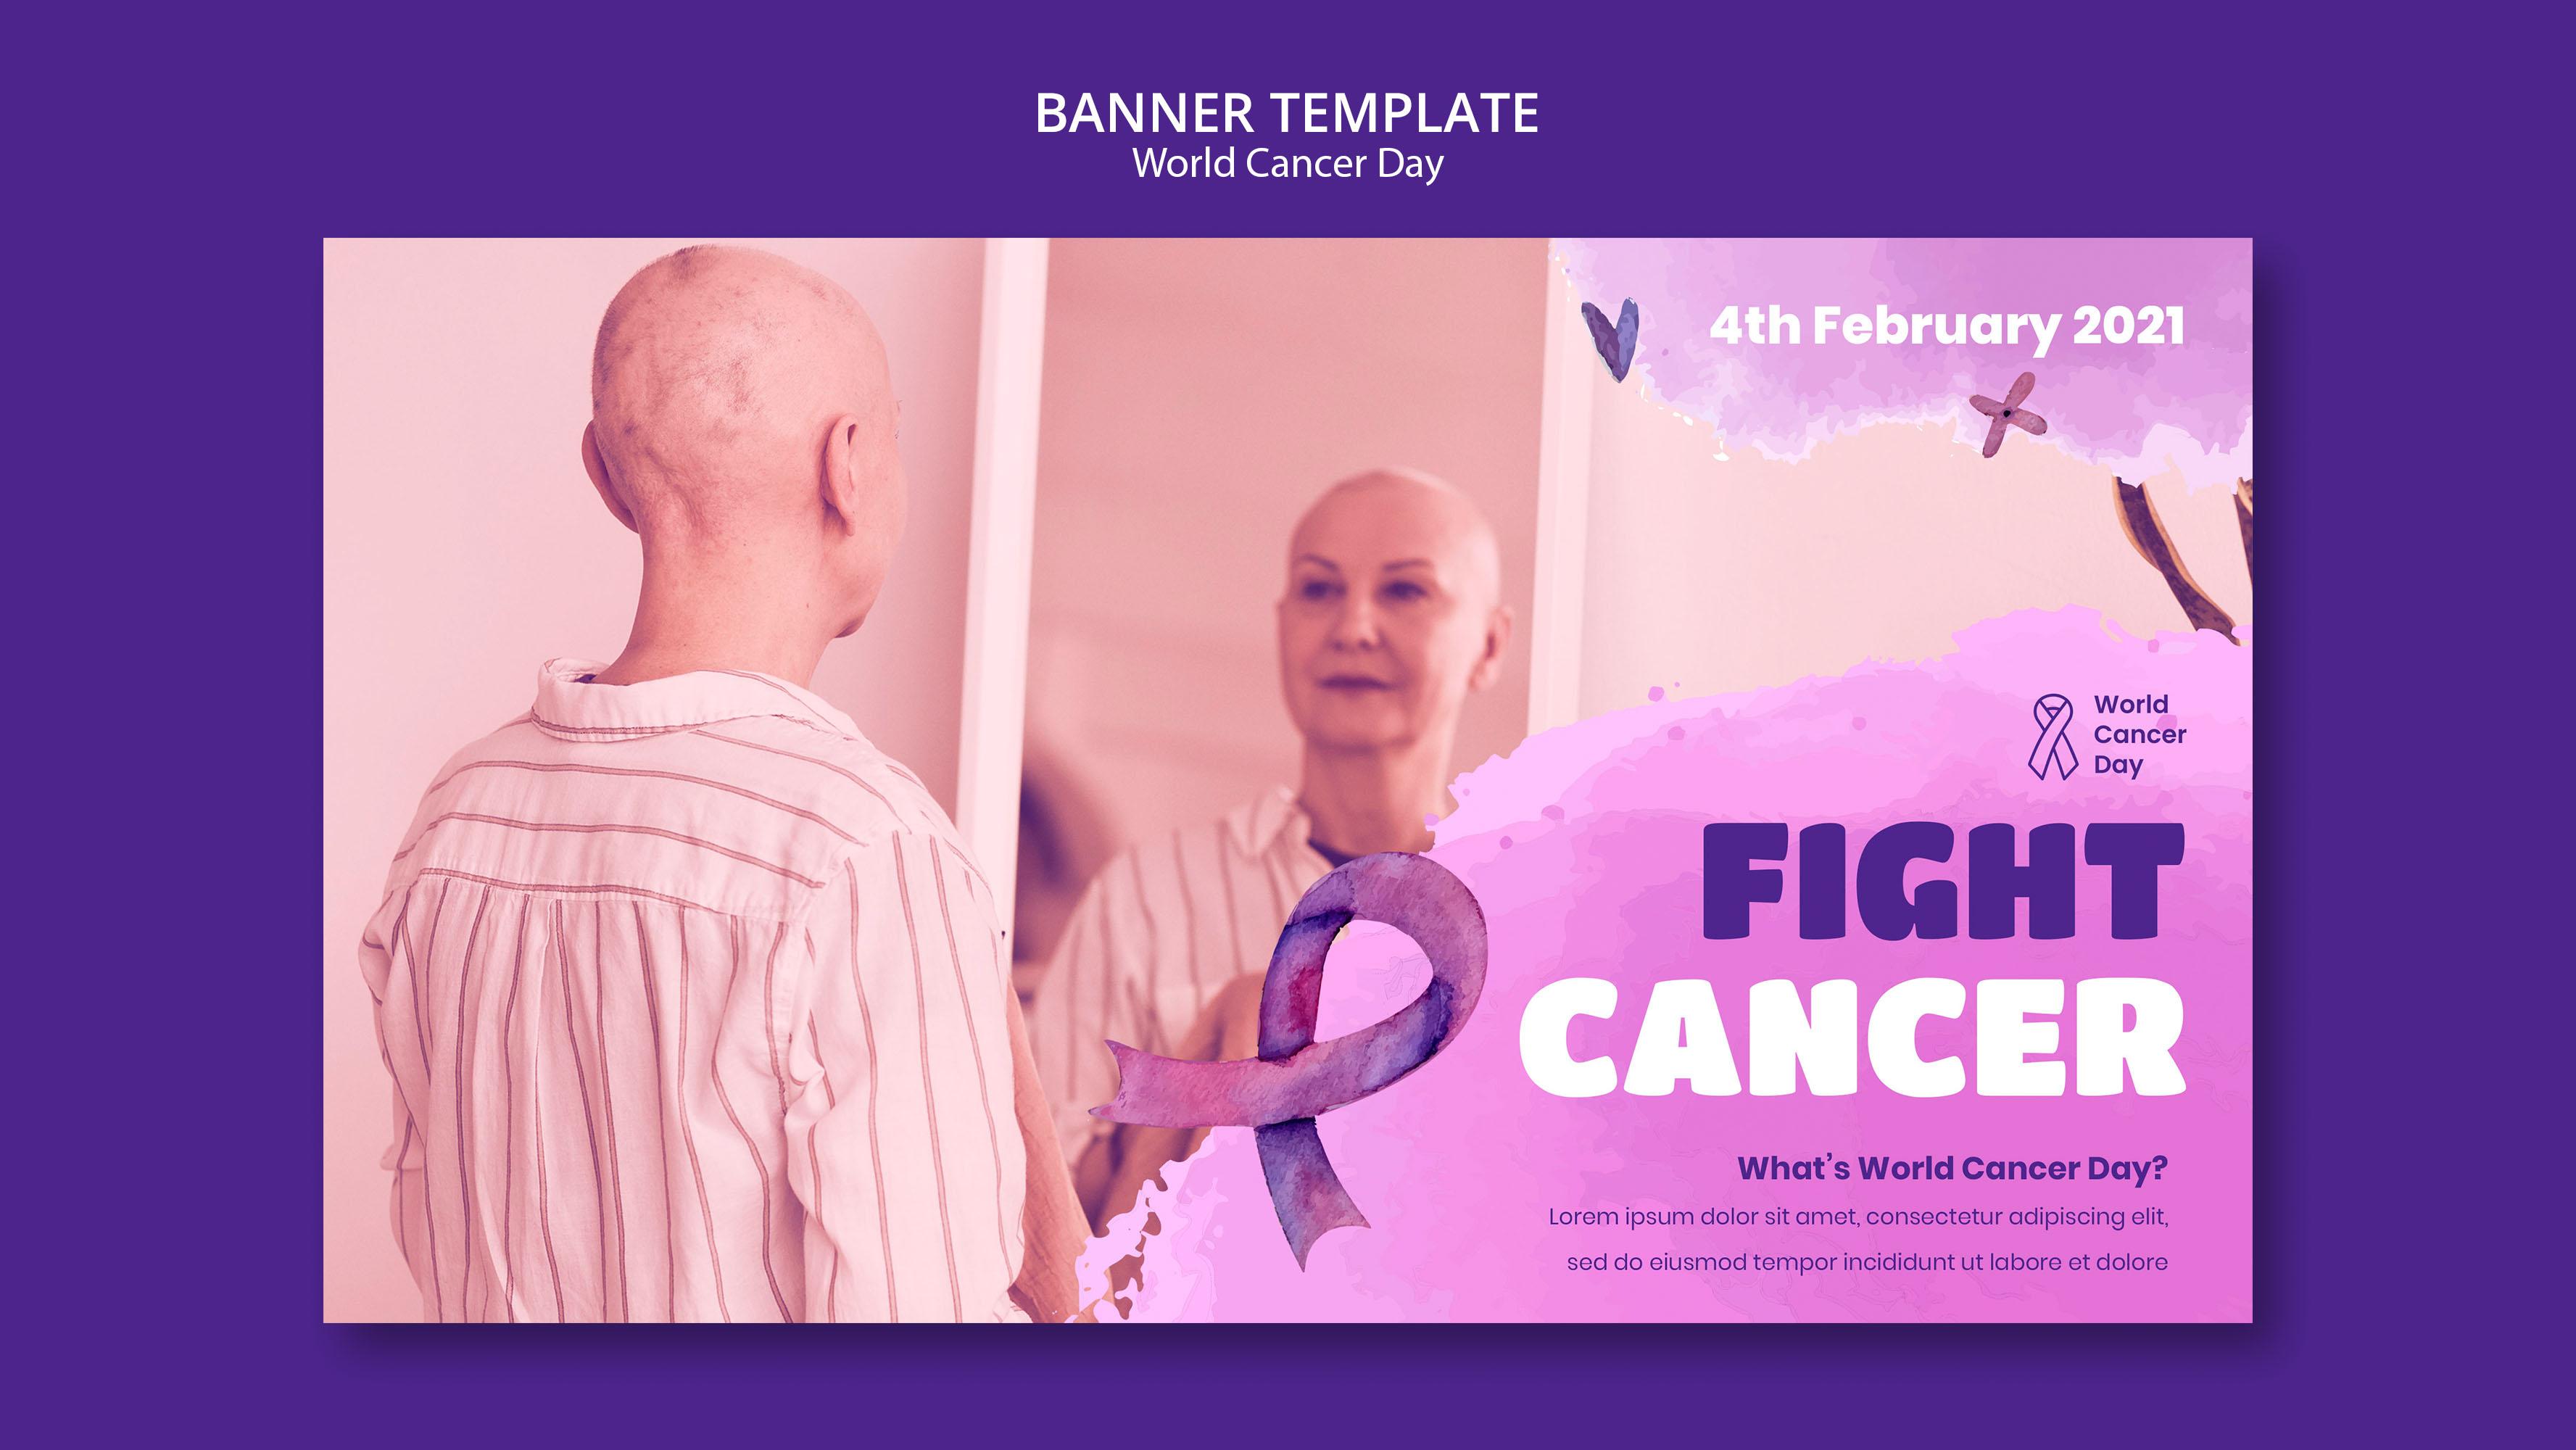 BANNER TEMPLATE
World Cancer Day
4th February 2021
World
Cancer
Day
FIGHT
CANCER
What's World Cancer Day?
Lorem ipsum dolor sit amet, consectetur adipiscing elit,
sed do eiusmod tempor incididunt ut labore et dolore